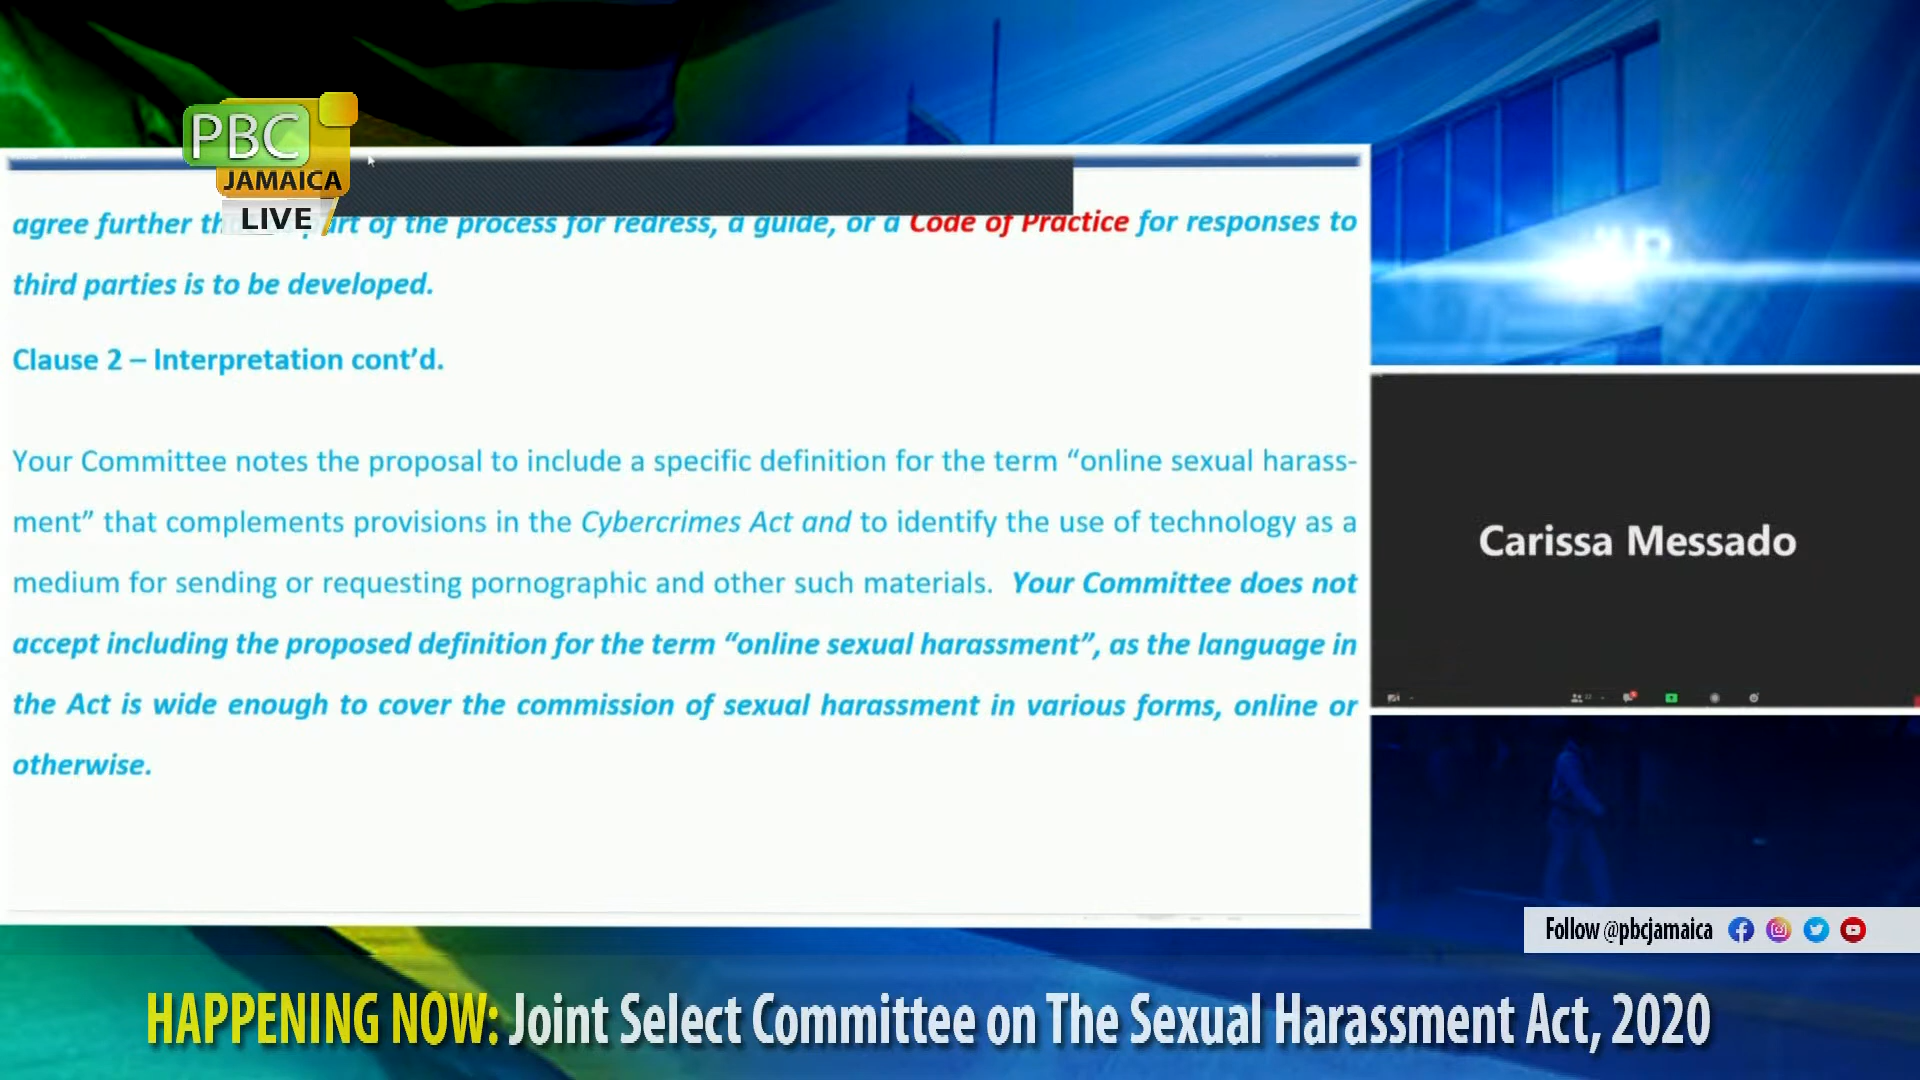 PBC
JAMAICA
LIVE
agree further part of the process for redress, a guide, or a Code of Practice for responses to
third parties is to be developed.
Clause 2 – Interpretation cont’d.
Your Committee notes the proposal to include a specific definition for the term “online sexual harass-
ment” that complements provisions in the Cybercrimes Act and to identify the use of technology as a
medium for sending or requesting pornographic and other such materials. Your Committee does not
accept including the proposed definition for the term “online sexual harassment”, as the language in
the Act is wide enough to cover the commission of sexual harassment in various forms, online or
otherwise.
Carissa Messado
Follow @pbcjamaica
HAPPENING NOW: Joint Select Committee on The Sexual Harassment Act, 2020